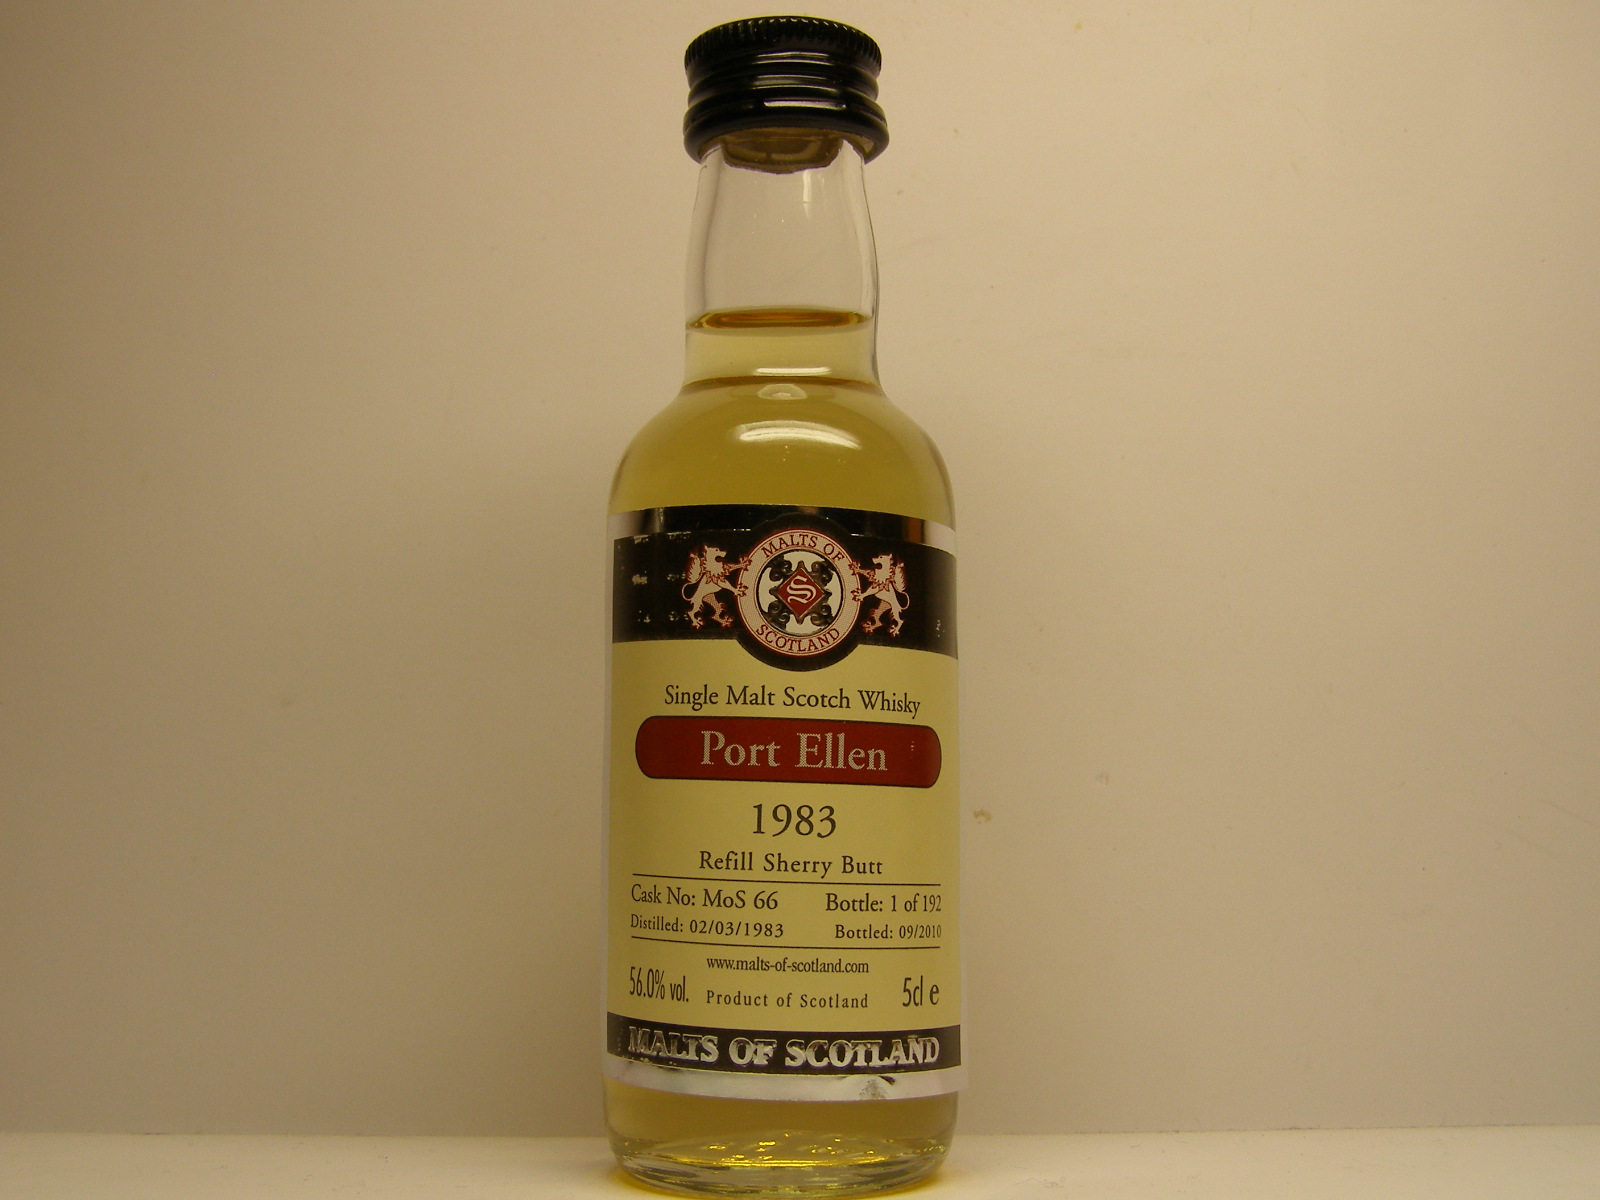 MALTS OF
S
SCOTLAND
Single Malt Scotch Whisky
Port Ellen
1983
Refill Sherry Butt
Cask No: MoS 66 Bottle: 1 of 192
Distilled: 02/03/1983 Bottled: 09/2010
www.malts-of-scotland.com
56.0% vol. Product of Scotland 5cl e
MALTS OF SCOTLAND